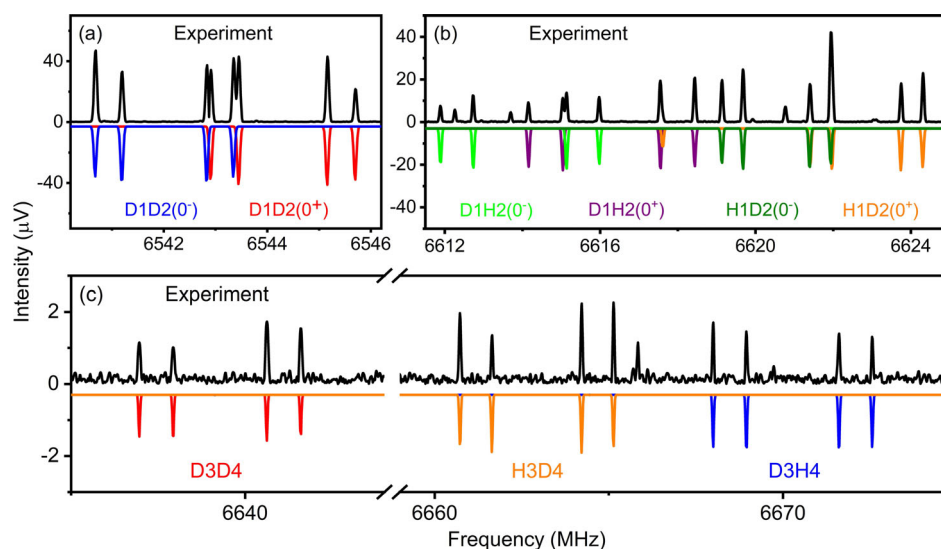 (a) Experiment
40
0
-40
D1D2(0⁻) D1D2(0⁺)
6542 6544 6546
(b) Experiment
40
20
0
-20
-40
D1H2(0⁻) D1H2(0⁺) H1D2(0⁻) H1D2(0⁺)
6612 6616 6620 6624
Intensity (μV)
(c) Experiment
2
0
-2
D3D4 H3D4 D3H4
6640 6660 6670
Frequency (MHz)